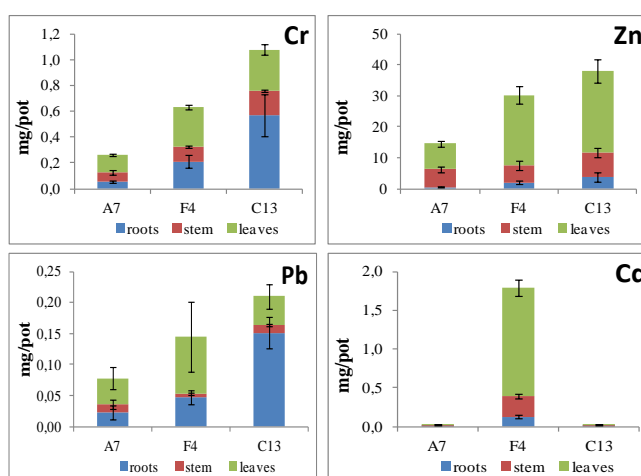 Cr
mg/pot
1,2
1,0
0,8
0,6
0,4
0,2
0,0
A7 F4 C13
roots stem leaves
Zn
mg/pot
50
40
30
20
10
0
A7 F4 C13
roots stem leaves
Pb
mg/pot
0,25
0,20
0,15
0,10
0,05
0,00
A7 F4 C13
roots stem leaves
Cd
mg/pot
2,0
1,5
1,0
0,5
0,0
A7 F4 C13
roots stem leaves